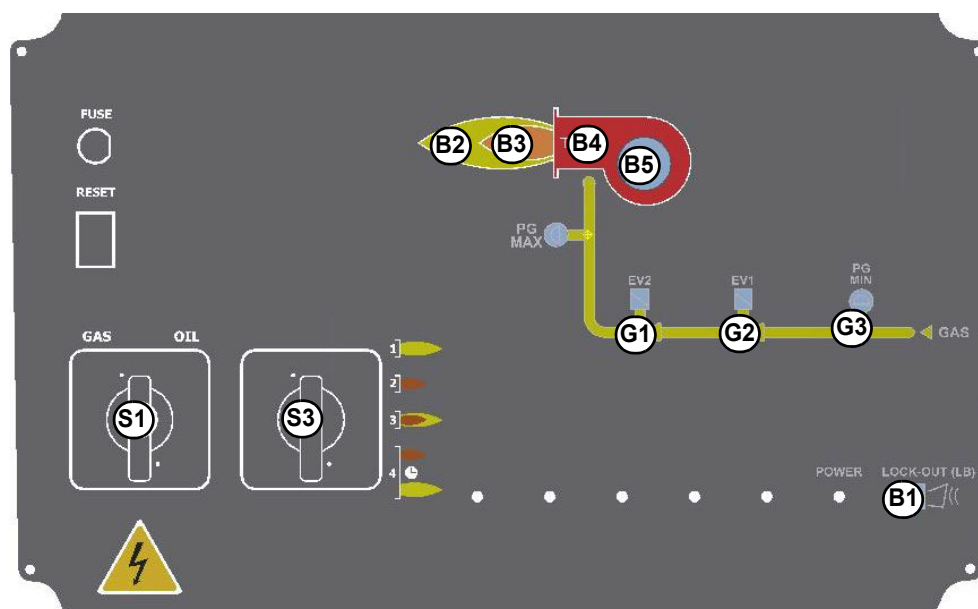 FUSE
B2
B3
B4
B5
RESET
PG
MAX
EV2
EV1
PG
MIN
G1
G2
G3
GAS
GAS
OIL
1
2
S1
S3
3
4
POWER
LOCK-OUT (LB)
B1